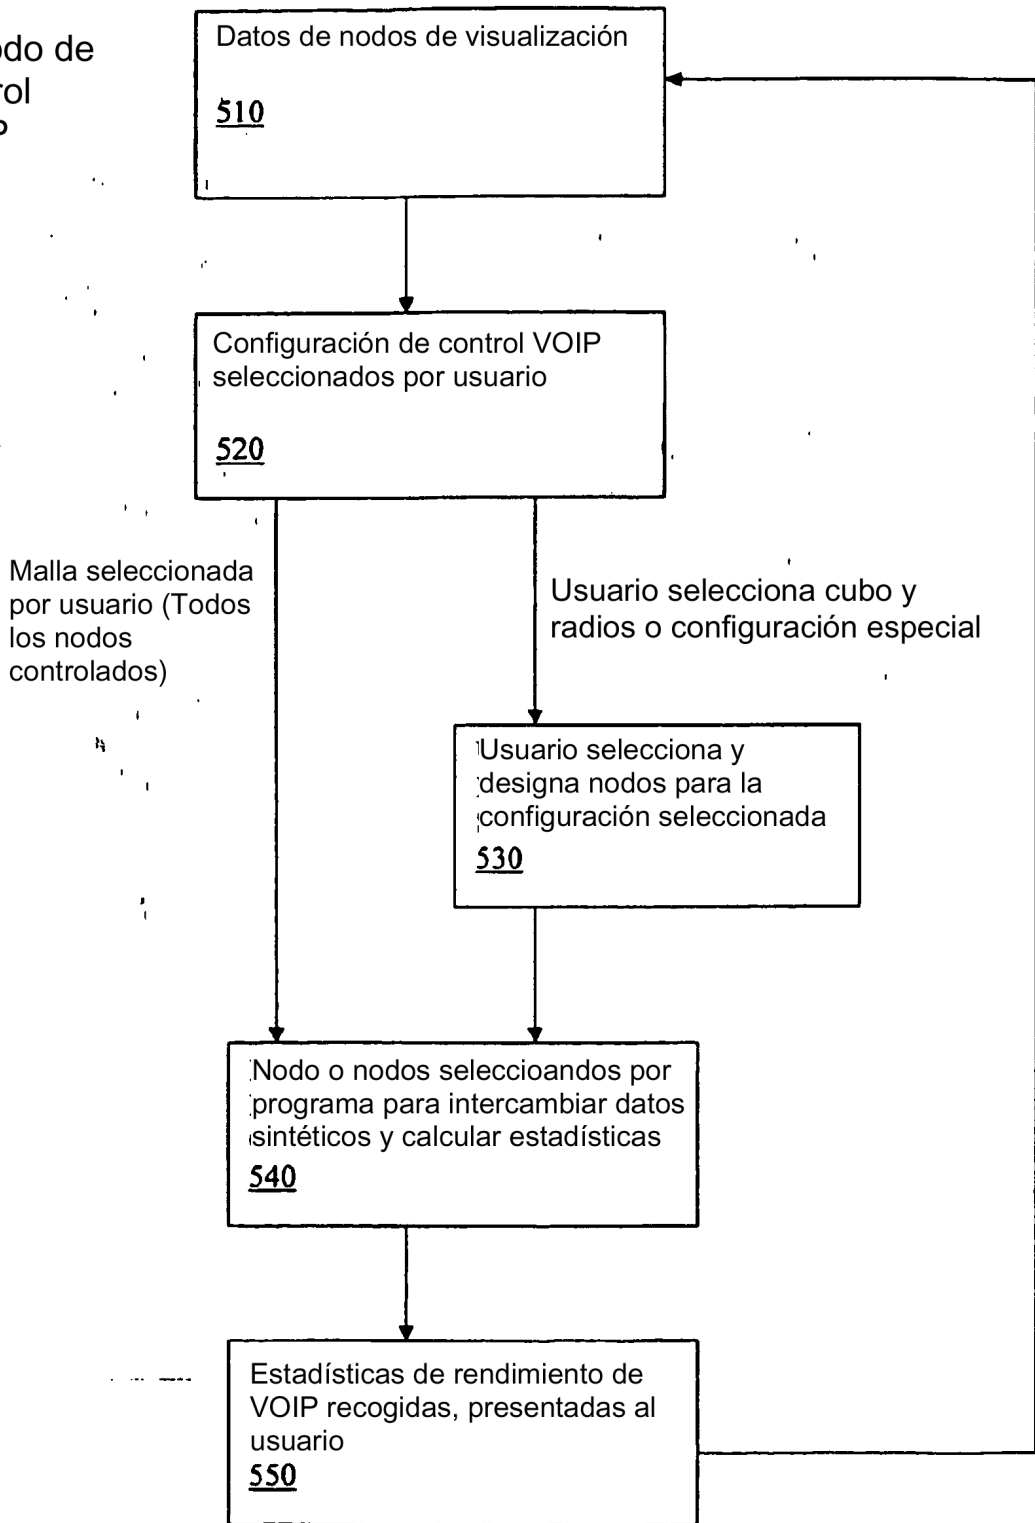 do de
rol
P
Datos de nodos de visualización
510
Configuración de control VOIP
seleccionados por usuario
520
Malla seleccionada
por usuario (Todos
los nodos
controlados)
Usuario selecciona cubo y
radios o configuración especial
Usuario selecciona y
designa nodos para la
configuración seleccionada
530
Nodo o nodos seleccioandos por
programa para intercambiar datos
sintéticos y calcular estadísticas
540
Estadísticas de rendimiento de
VOIP recogidas, presentadas al
usuario
550